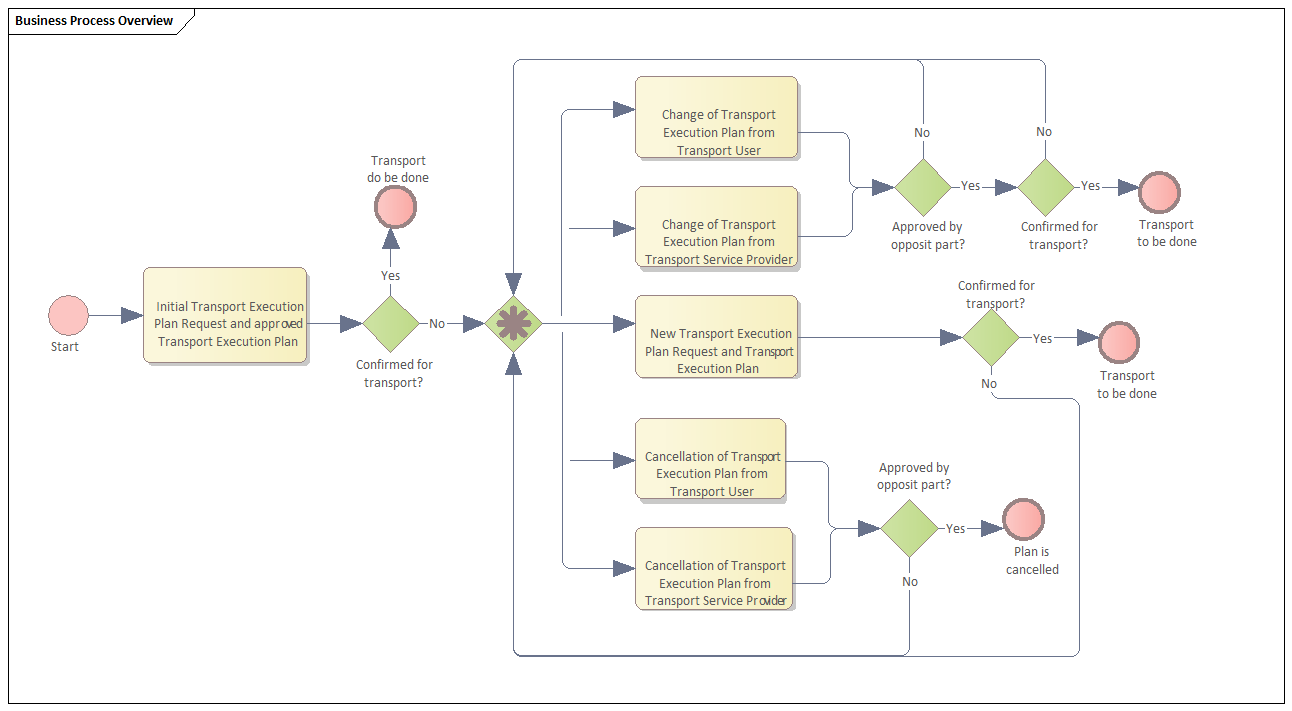 Business Process Overview
Start
Initial Transport Execution
Plan Request and approved
Transport Execution Plan
Transport
do be done
Yes
No
Confirmed for
transport?
Change of Transport
Execution Plan from
Transport User
Change of Transport
Execution Plan from
Transport Service Provider
No
No
Yes
Yes
Approved by
opposit part?
Confirmed for
transport?
Transport
to be done
New Transport Execution
Plan Request and Transport
Execution Plan
Confirmed for
transport?
Yes
No
Transport
to be done
Cancellation of Transport
Execution Plan from
Transport User
Cancellation of Transport
Execution Plan from
Transport Service Provider
Approved by
opposit part?
Yes
No
Plan is
cancelled